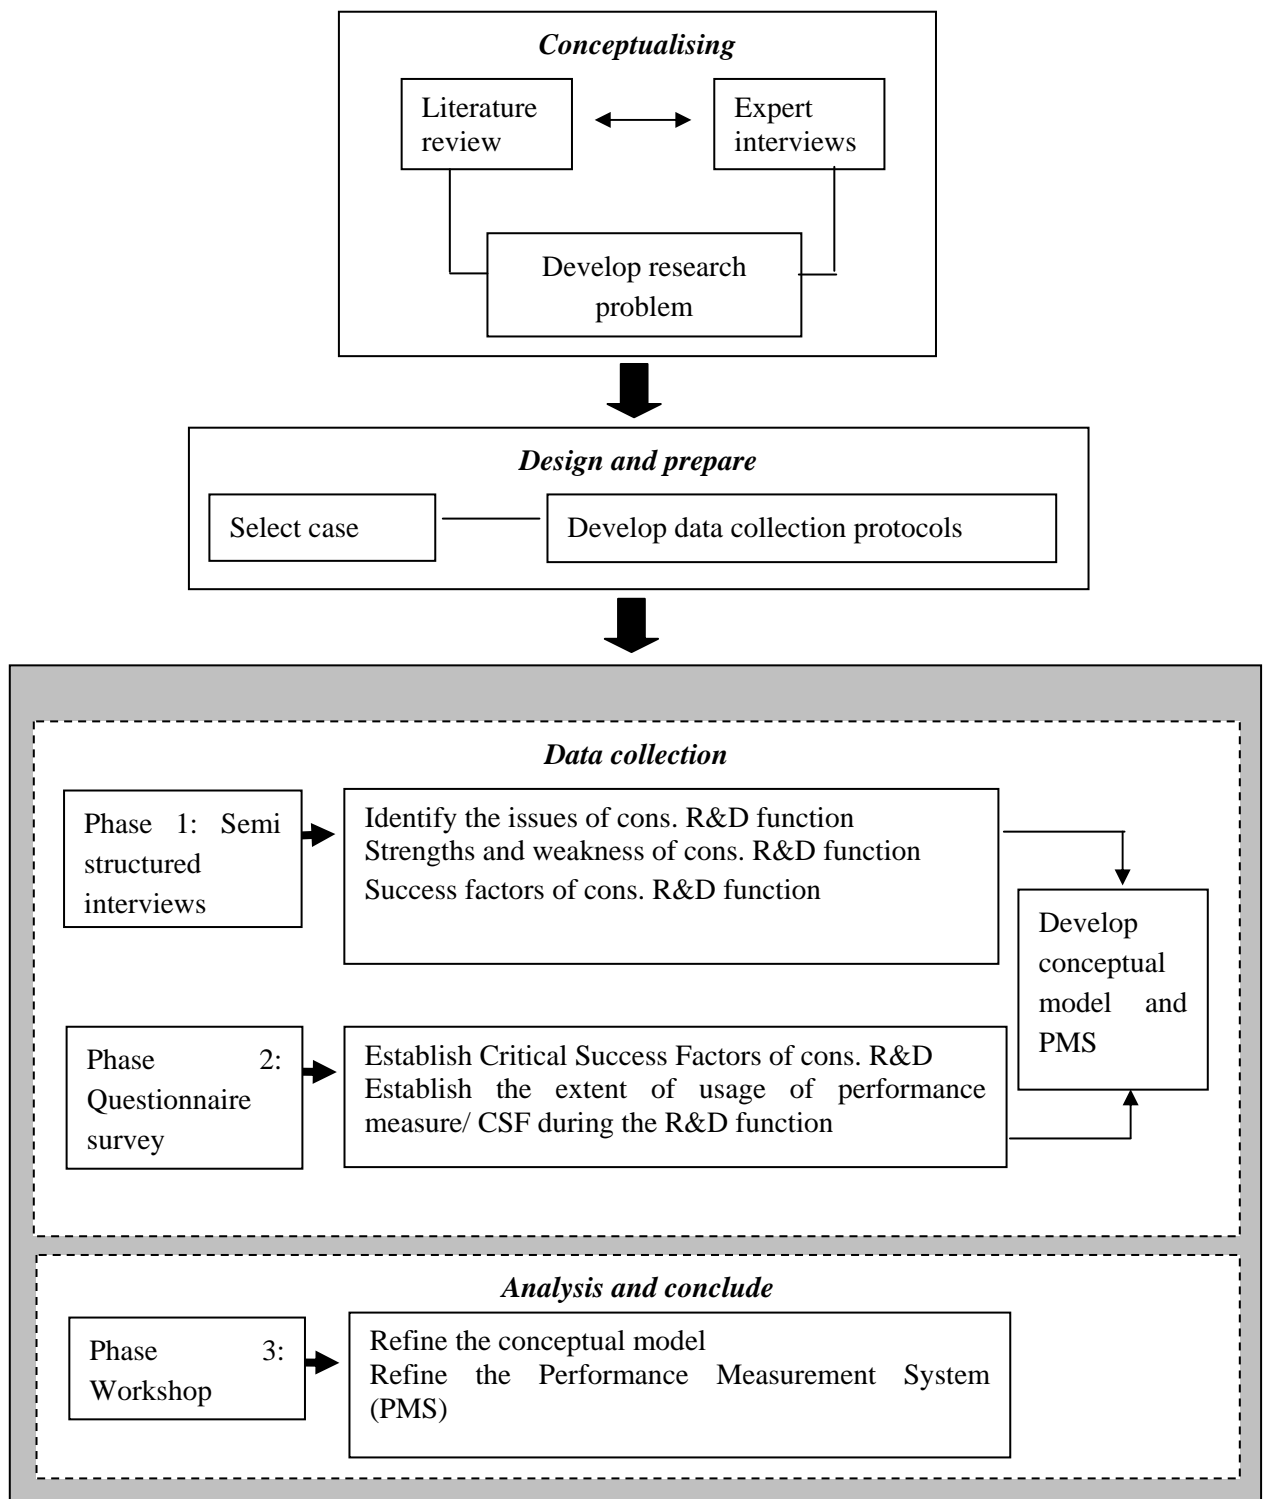 Conceptualising
Literature
review
Expert
interviews
Develop research
problem
Design and prepare
Select case
Develop data collection protocols
Data collection
Phase 1: Semi
structured
interviews
Identify the issues of cons. R&D function
Strengths and weakness of cons. R&D function
Success factors of cons. R&D function
Develop
conceptual
model and
PMS
Phase 2:
Questionnaire
survey
Establish Critical Success Factors of cons. R&D
Establish the extent of usage of performance
measure/ CSF during the R&D function
Analysis and conclude
Phase 3:
Workshop
Refine the conceptual model
Refine the Performance Measurement System
(PMS)